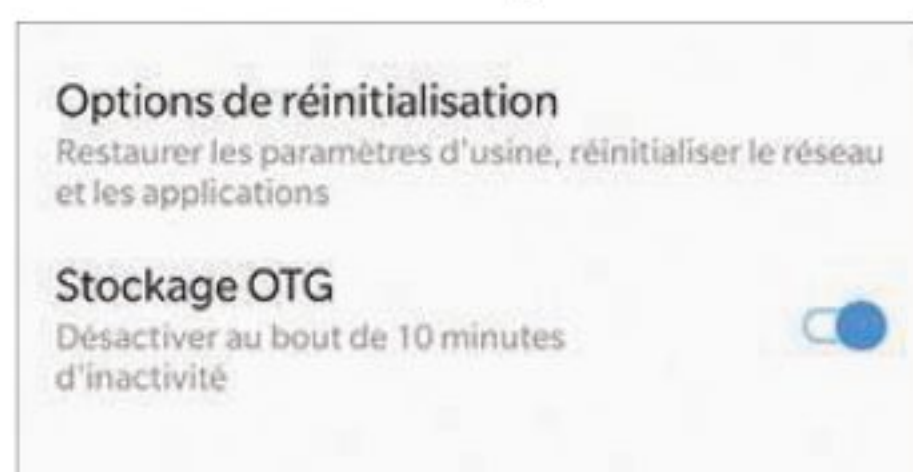 Options de réinitialisation
Restaurer les paramètres d'usine, réinitialiser le réseau
et les applications
Stockage OTG
Désactiver au bout de 10 minutes
d'inactivité